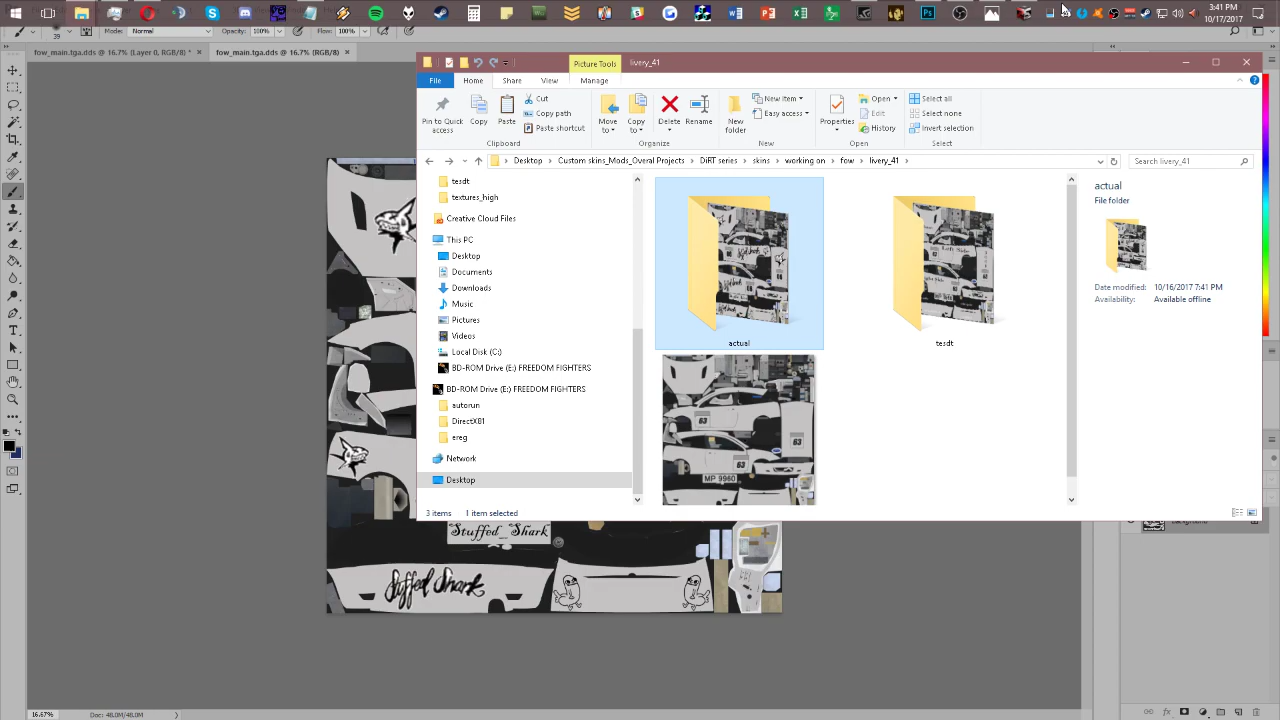 3:41 PM
10/17/2017
39
Mode: Normal
Opacity: 100%
Flow: 100%
fow_main.tga.dds @ 16.7% (Layer 0, RGB/8) * ×
fow_main.tga.dds @ 16.7% (RGB/8) ×
Picture Tools
livery_41
File
Home
Share
View
Manage
Pin to Quick access
Copy
Paste
Cut
Copy path
Paste shortcut
Clipboard
Move to
Copy to
Delete
Rename
Organize
New folder
New item
Easy access
New
Properties
Open
Edit
History
Open
Select all
Select none
Invert selection
Select
Desktop > Custom skins_Mods_Overal Projects > DiRT series > skins > working on > fow > livery_41 >
Search livery_41
tesdt
textures_high
Creative Cloud Files
This PC
Desktop
Documents
Downloads
Music
Pictures
Videos
Local Disk (C:)
BD-ROM Drive (E:) FREEDOM FIGHTERS
BD-ROM Drive (E:) FREEDOM FIGHTERS
autorun
DirectX81
ereg
Network
Desktop
actual
tesdt
63
63
63
MP 9960
actual
File folder
Date modified: 10/16/2017 7:41 PM
Availability: Available offline
3 items
1 item selected
Background
Stuffed Shark
Stuffed Shark
16.67%
Doc: 48.0M/48.0M